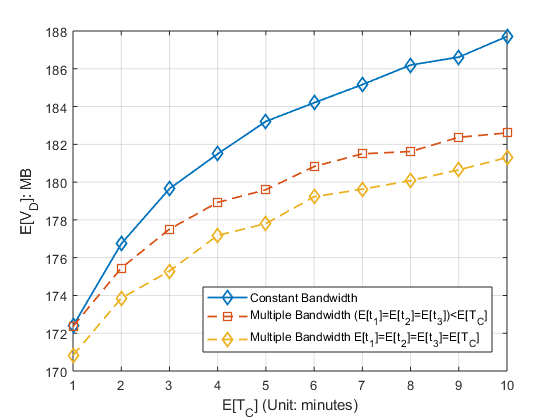 188
186
184
182
180
178
176
174
172
170
E[V_D]: MB
Constant Bandwidth
Multiple Bandwidth (E[t_1]=E[t_2]=E[t_3])<E[T_C]
Multiple Bandwidth E[t_1]=E[t_2]=E[t_3]=E[T_C]
1 2 3 4 5 6 7 8 9 10
E[T_C] (Unit: minutes)